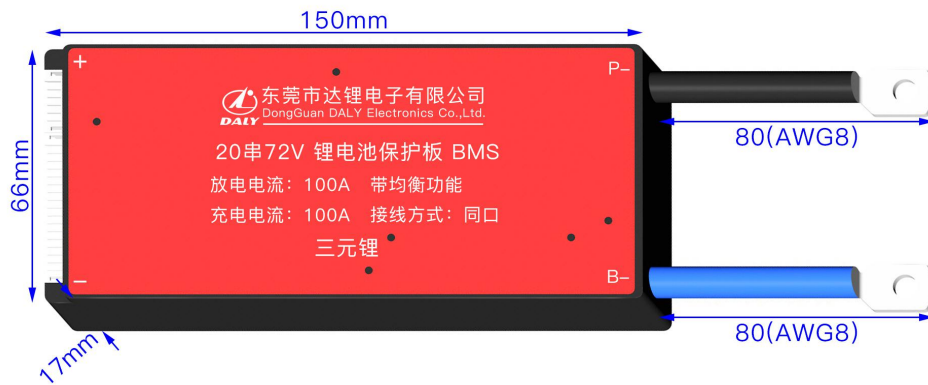 150mm
+
P-
东莞市达锂电子有限公司
DALY
DongGuan DALY Electronics Co.,Ltd.
80(AWG8)
20串72V 锂电池保护板 BMS
66mm
放电电流：100A 带均衡功能
充电电流：100A 接线方式：同口
三元锂
-
B-
80(AWG8)
17mm